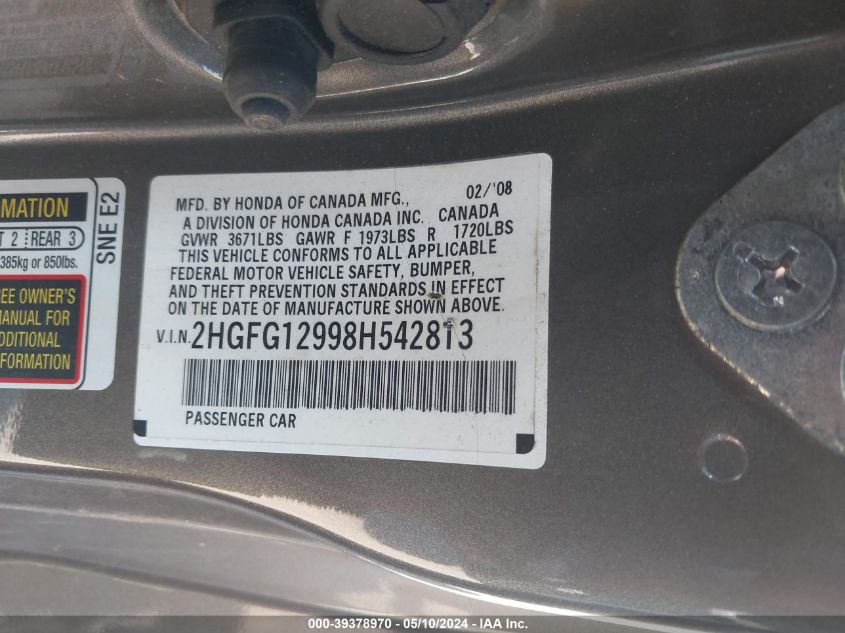 MATION
T 2 REAR 3
385kg or 850lbs.
SEE OWNER'S
MANUAL FOR
ADDITIONAL
FORMATION
SNE E2
MFD. BY HONDA OF CANADA MFG., 02/'08
A DIVISION OF HONDA CANADA INC. CANADA
GVWR 3671LBS GAWR F 1973LBS R 1720LBS
THIS VEHICLE CONFORMS TO ALL APPLICABLE
FEDERAL MOTOR VEHICLE SAFETY, BUMPER,
AND THEFT PREVENTION STANDARDS IN EFFECT
ON THE DATE OF MANUFACTURE SHOWN ABOVE.
V.I.N. 2HGFG12998H542813
PASSENGER CAR
000-39378970 - 05/10/2024 - IAA Inc.